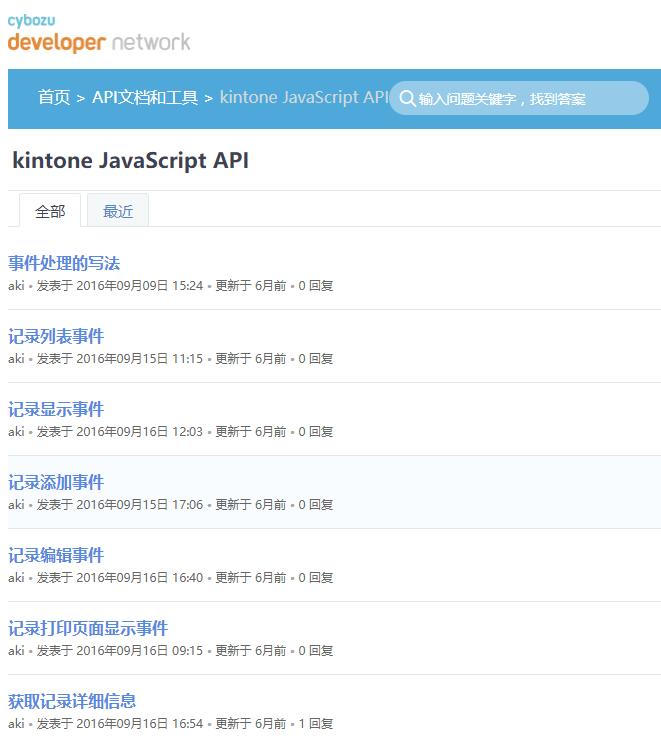 cybozu
developer network
首页 > API文档和工具 > kintone JavaScript API 输入问题关键字，找到答案
kintone JavaScript API
全部 最近
事件处理的写法
aki • 发表于 2016年09月09日 15:24 • 更新于 6月前 • 0 回复
记录列表事件
aki • 发表于 2016年09月15日 11:15 • 更新于 6月前 • 0 回复
记录显示事件
aki • 发表于 2016年09月16日 12:03 • 更新于 6月前 • 0 回复
记录添加事件
aki • 发表于 2016年09月15日 17:06 • 更新于 6月前 • 0 回复
记录编辑事件
aki • 发表于 2016年09月16日 16:40 • 更新于 6月前 • 0 回复
记录打印页面显示事件
aki • 发表于 2016年09月16日 09:15 • 更新于 6月前 • 0 回复
获取记录详细信息
aki • 发表于 2016年09月16日 16:54 • 更新于 6月前 • 1 回复